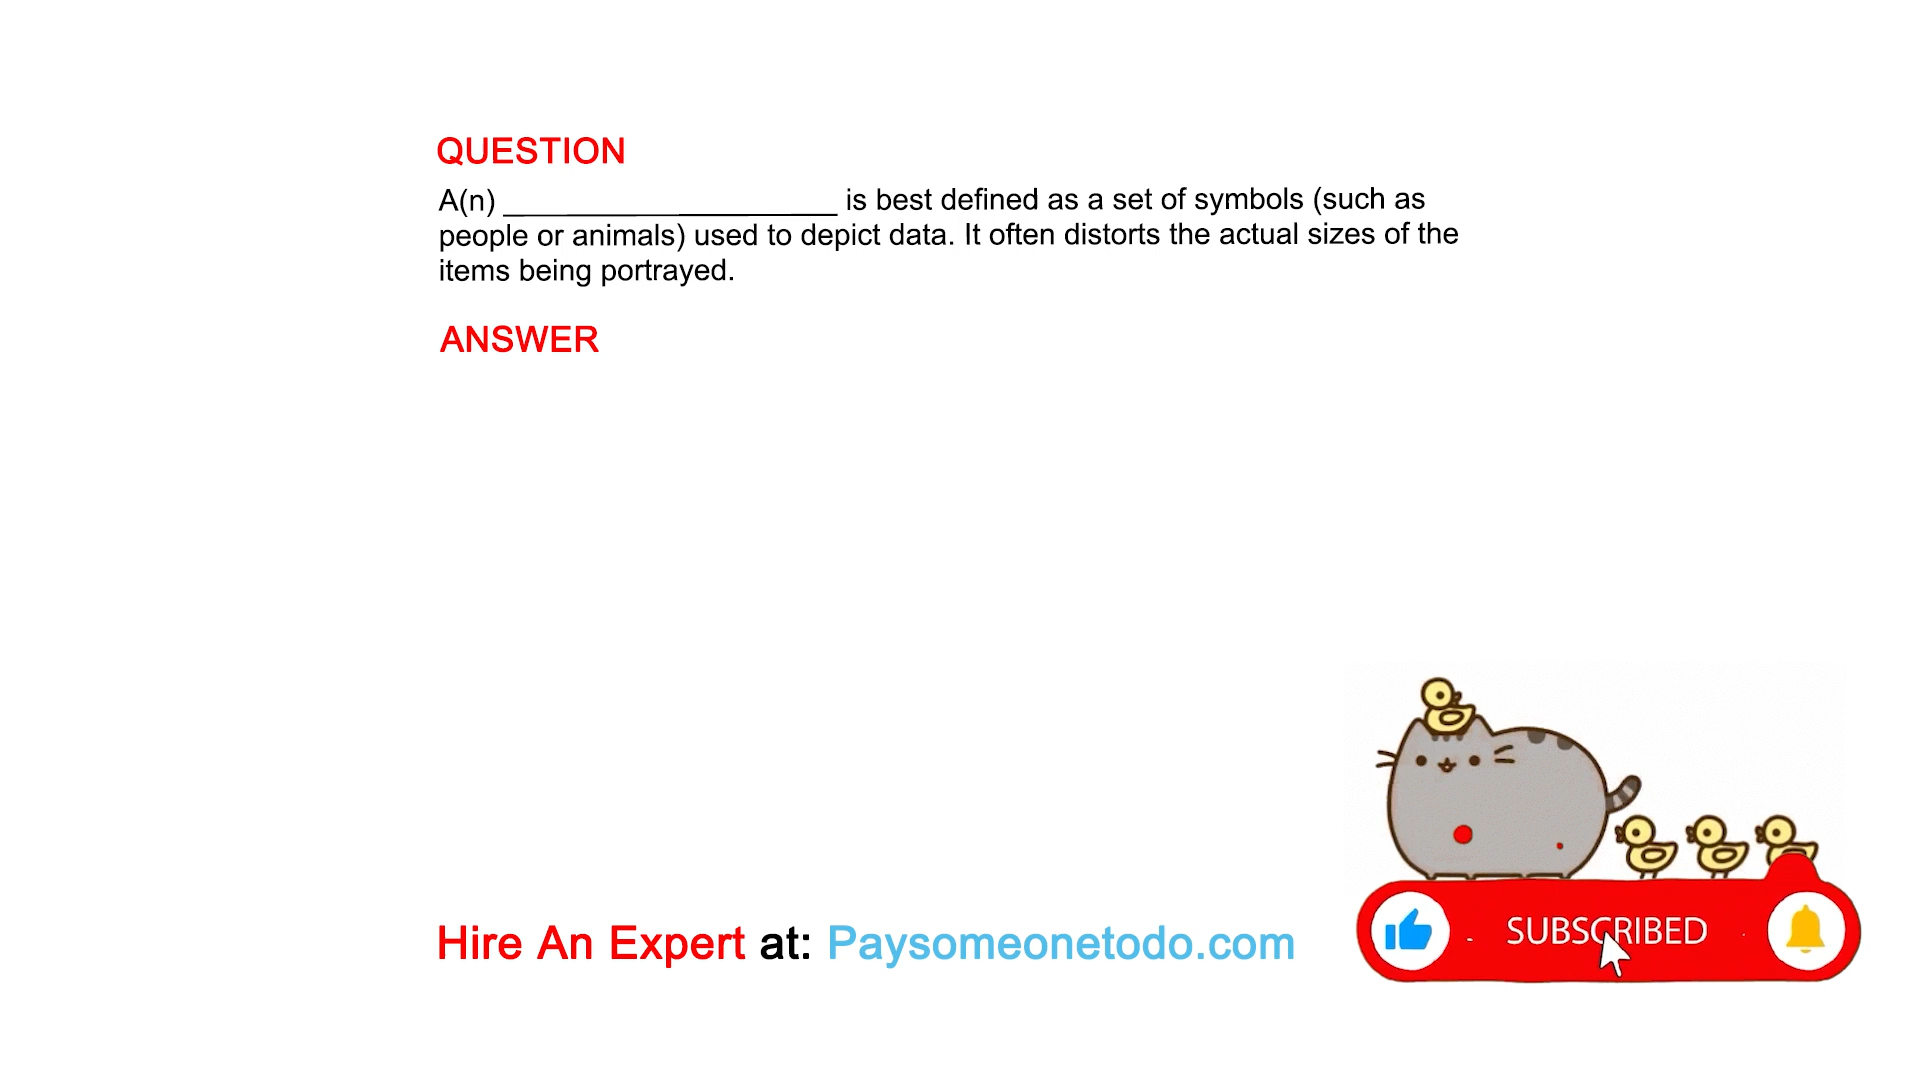 QUESTION
A(n) ____________________ is best defined as a set of symbols (such as
people or animals) used to depict data. It often distorts the actual sizes of the
items being portrayed.
ANSWER
SUBSCRIBED
Hire An Expert at: Paysomeonetodo.com